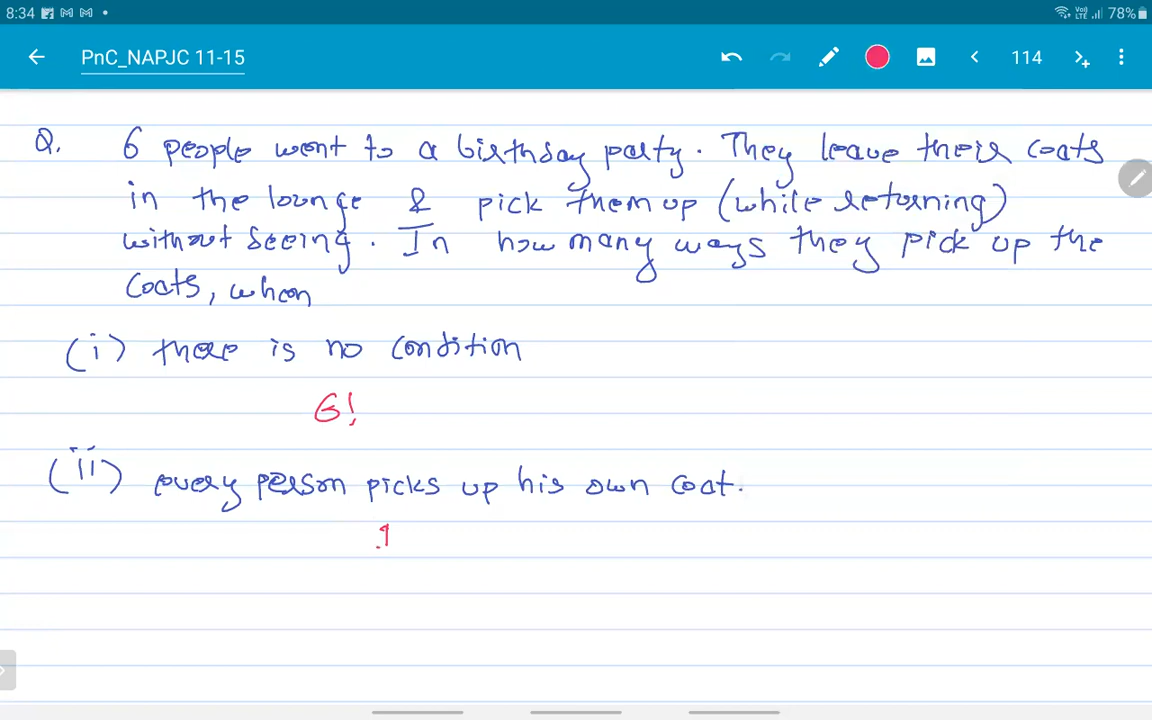 8:34 78%
PnC_NAPJC 11-15 114
Q. 6 people went to a birthday party. They leave their coats
in the lounge & pick them up (while returning)
without seeing. In how many ways they pick up the
coats, when
(i) there is no condition
6!
(ii) every person picks up his own coat.
1